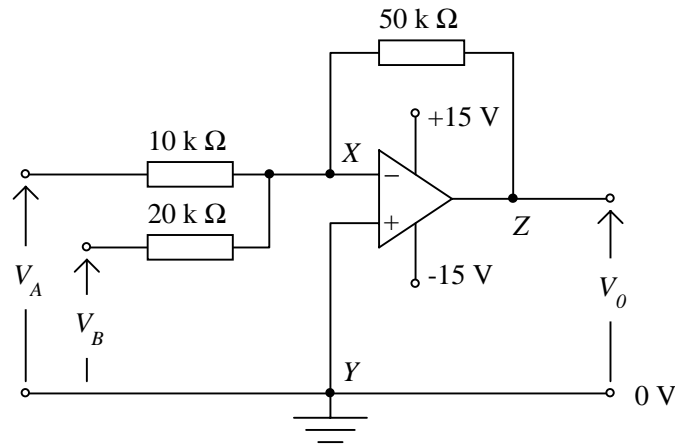 50 k Ω
+15 V
10 k Ω
X
−
20 k Ω
+
Z
-15 V
V_A
V_B
V_0
Y
0 V